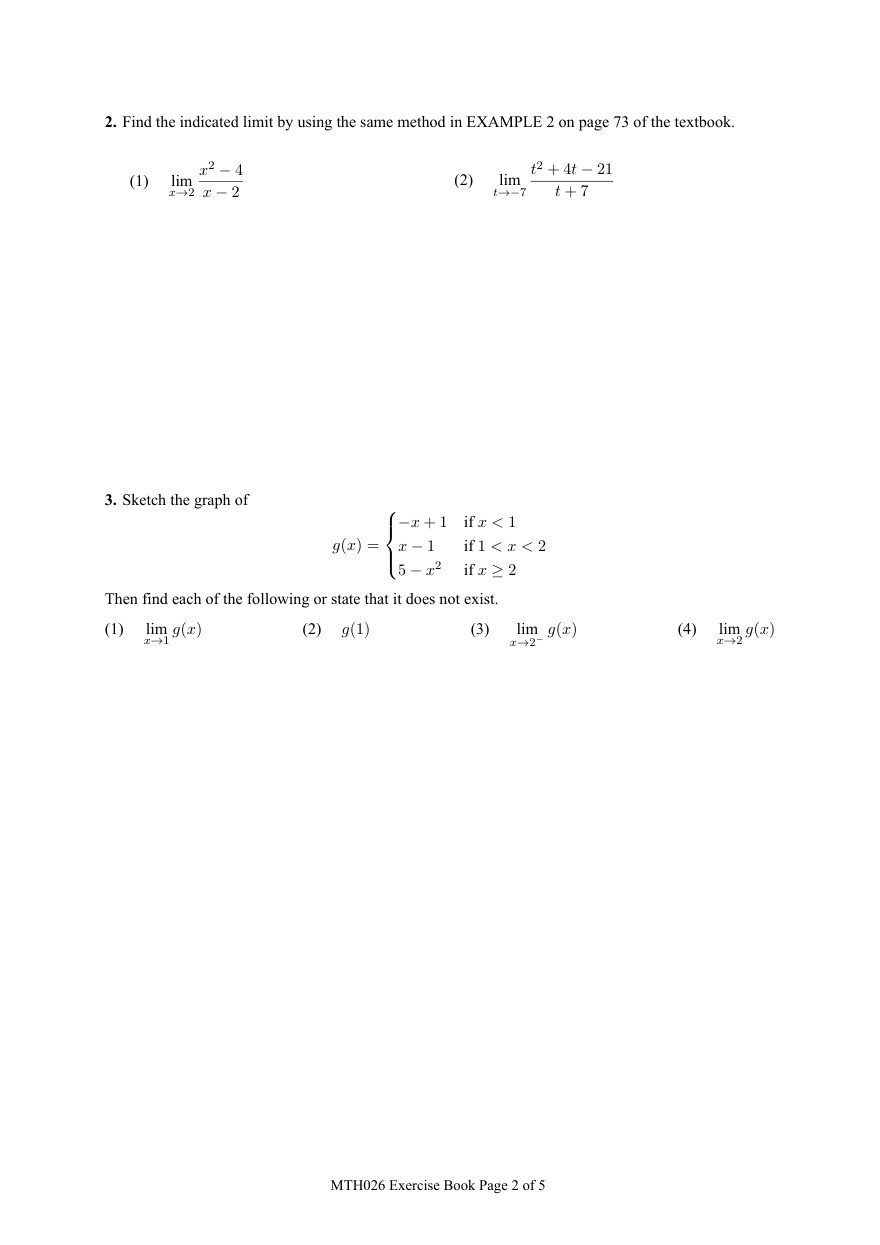 2. Find the indicated limit by using the same method in EXAMPLE 2 on page 73 of the textbook.
(1) lim_{x→2} (x² − 4)/(x − 2) (2) lim_{t→−7} (t² + 4t − 21)/(t + 7)
3. Sketch the graph of
g(x) = { −x + 1 if x < 1
x − 1 if 1 < x < 2
5 − x² if x ≥ 2
Then find each of the following or state that it does not exist.
(1) lim_{x→1} g(x) (2) g(1) (3) lim_{x→2⁻} g(x) (4) lim_{x→2} g(x)
MTH026 Exercise Book Page 2 of 5